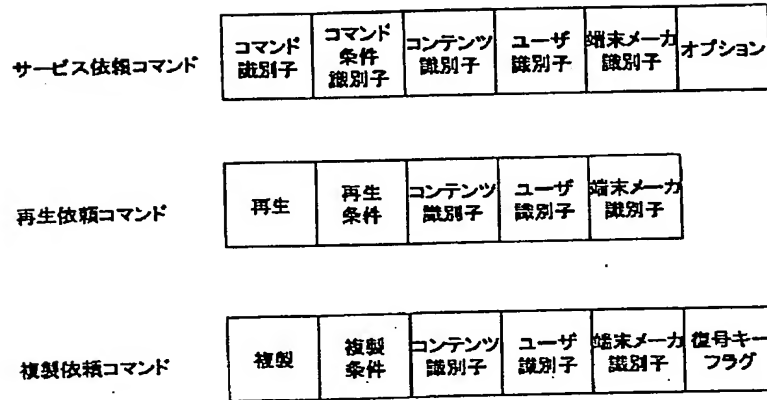 サービス依頼コマンド
コマンド
識別子
コマンド
条件
識別子
コンテンツ
識別子
ユーザ
識別子
端末メーカ
識別子
オプション
再生依頼コマンド
再生
再生
条件
コンテンツ
識別子
ユーザ
識別子
端末メーカ
識別子
複製依頼コマンド
複製
複製
条件
コンテンツ
識別子
ユーザ
識別子
端末メーカ
識別子
復号キー
フラグ